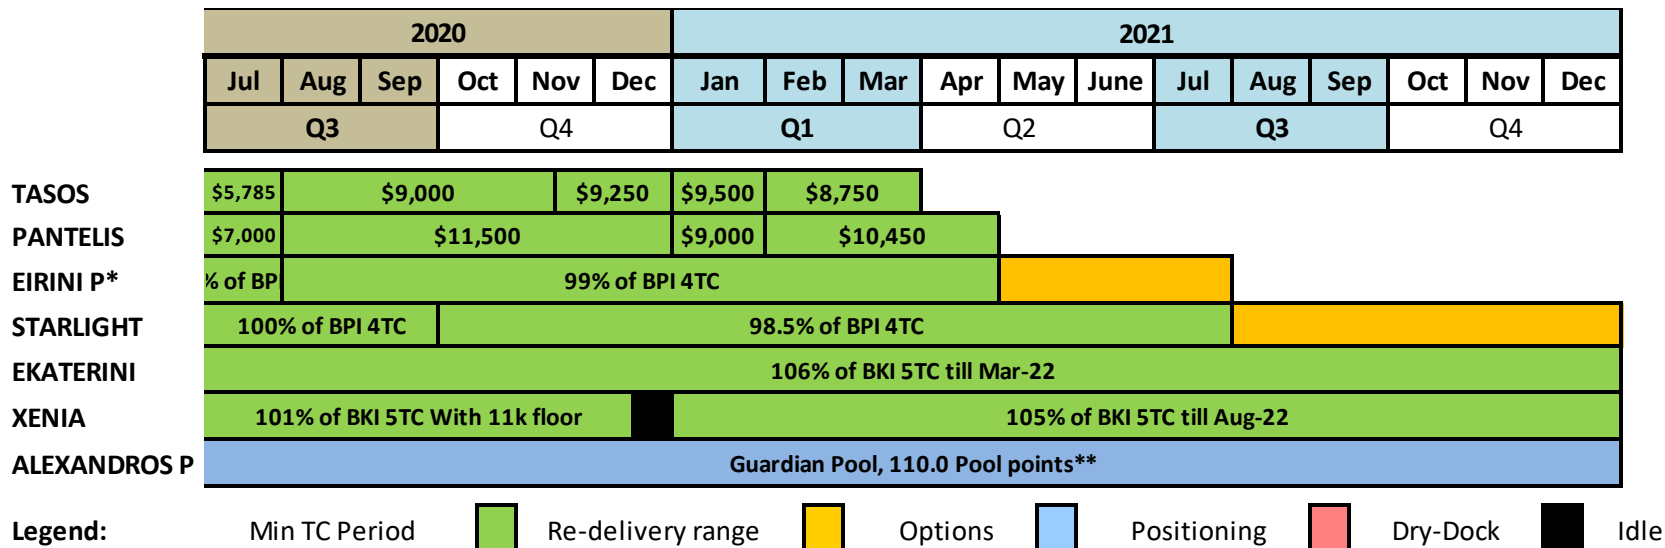 2020 2021
Jul Aug Sep Oct Nov Dec Jan Feb Mar Apr May June Jul Aug Sep Oct Nov Dec
Q3 Q4 Q1 Q2 Q3 Q4
TASOS $5,785 $9,000 $9,250 $9,500 $8,750
PANTELIS $7,000 $11,500 $9,000 $10,450
EIRINI P* % of BP 99% of BPI 4TC
STARLIGHT 100% of BPI 4TC 98.5% of BPI 4TC
EKATERINI 106% of BKI 5TC till Mar-22
XENIA 101% of BKI 5TC With 11k floor 105% of BKI 5TC till Aug-22
ALEXANDROS P Guardian Pool, 110.0 Pool points**
Legend: Min TC Period Re-delivery range Options Positioning Dry-Dock Idle